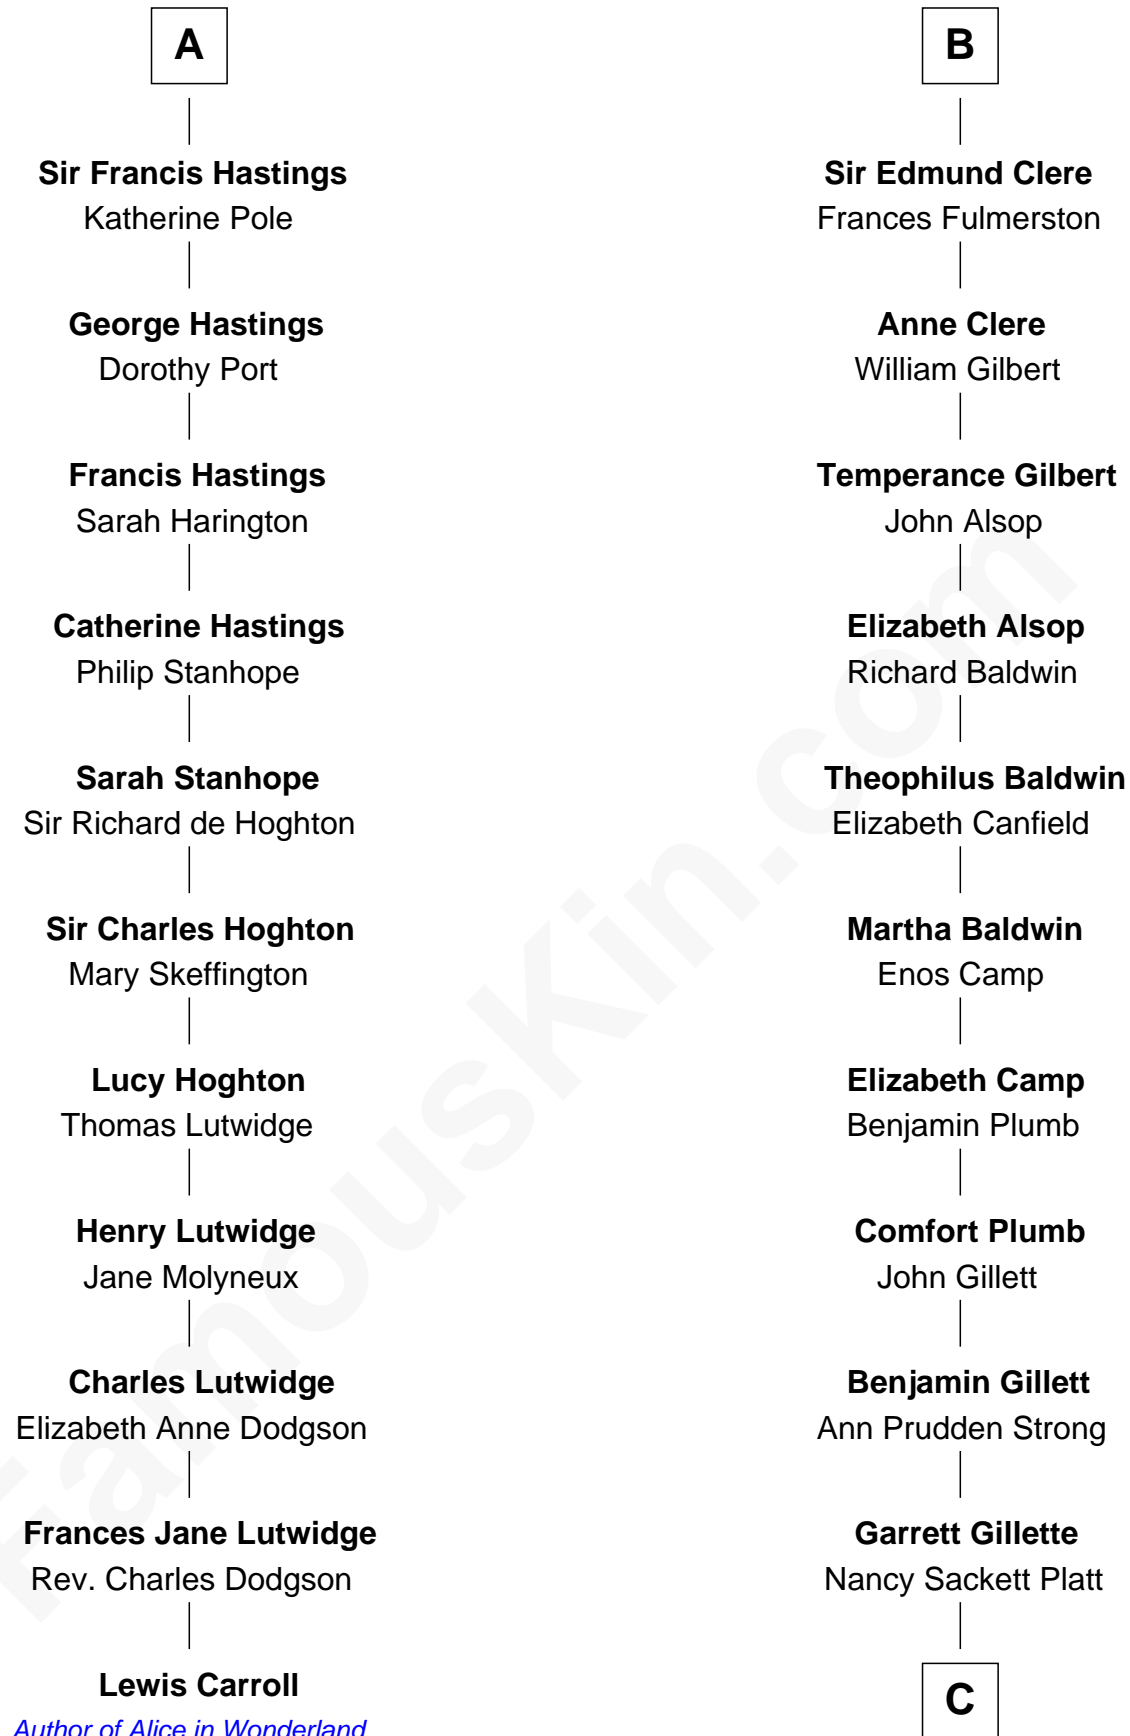 A
Sir Francis Hastings
Katherine Pole
George Hastings
Dorothy Port
Francis Hastings
Sarah Harington
Catherine Hastings
Philip Stanhope
Sarah Stanhope
Sir Richard de Hoghton
Sir Charles Hoghton
Mary Skeffington
Lucy Hoghton
Thomas Lutwidge
Henry Lutwidge
Jane Molyneux
Charles Lutwidge
Elizabeth Anne Dodgson
Frances Jane Lutwidge
Rev. Charles Dodgson
Lewis Carroll
Author of Alice in Wonderland
B
Sir Edmund Clere
Frances Fulmerston
Anne Clere
William Gilbert
Temperance Gilbert
John Alsop
Elizabeth Alsop
Richard Baldwin
Theophilus Baldwin
Elizabeth Canfield
Martha Baldwin
Enos Camp
Elizabeth Camp
Benjamin Plumb
Comfort Plumb
John Gillett
Benjamin Gillett
Ann Prudden Strong
Garrett Gillette
Nancy Sackett Platt
C
FamousKin.com